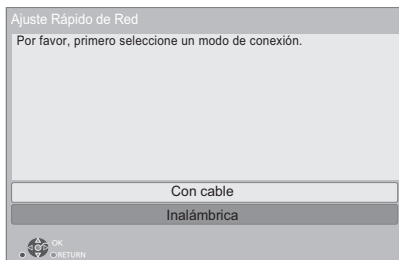 Ajuste Rápido de Red
Por favor, primero seleccione un modo de conexión.
Con cable
Inalámbrica
OK
RETURN